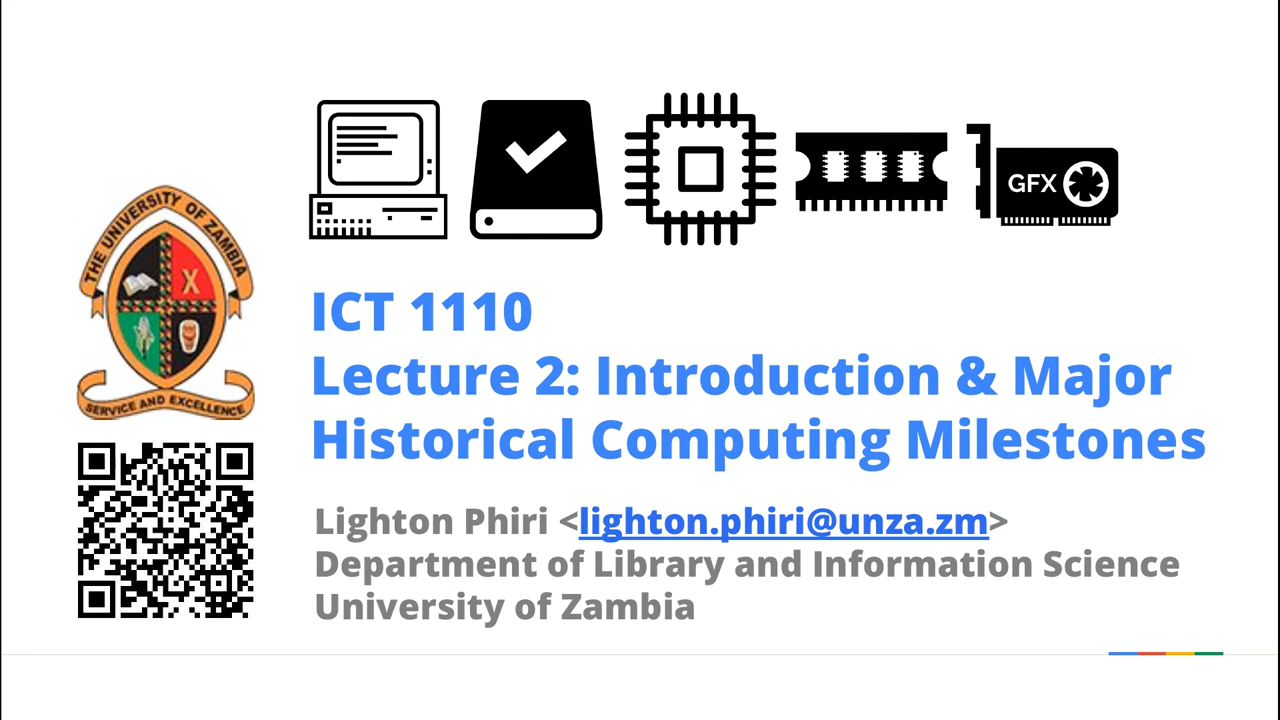 GFX
THE UNIVERSITY OF ZAMBIA
SERVICE AND EXCELLENCE
ICT 1110
Lecture 2: Introduction & Major
Historical Computing Milestones
Lighton Phiri <lighton.phiri@unza.zm>
Department of Library and Information Science
University of Zambia